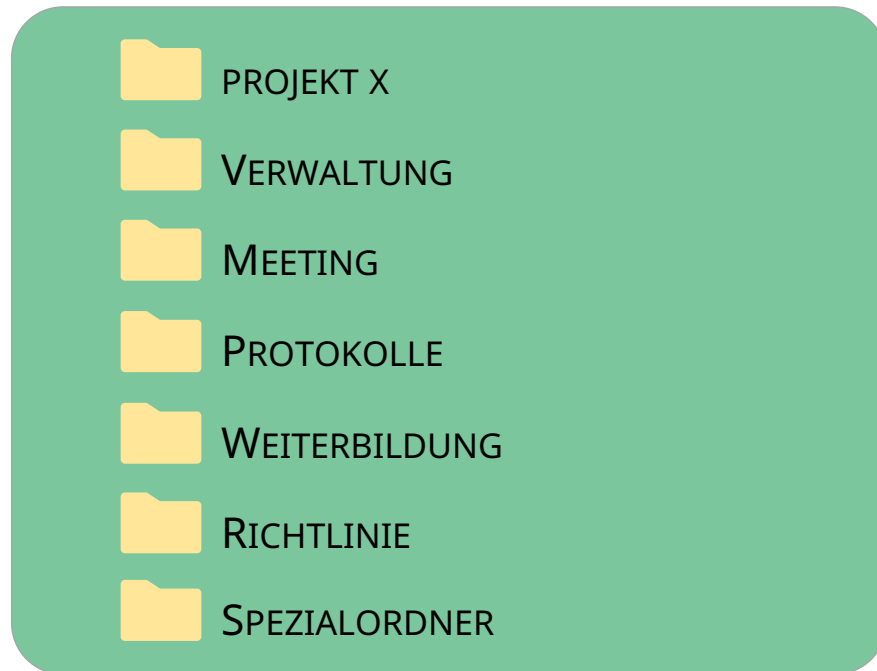 PROJEKT X
VERWALTUNG
MEETING
PROTOKOLLE
WEITERBILDUNG
RICHTLINIE
SPEZIALORDNER